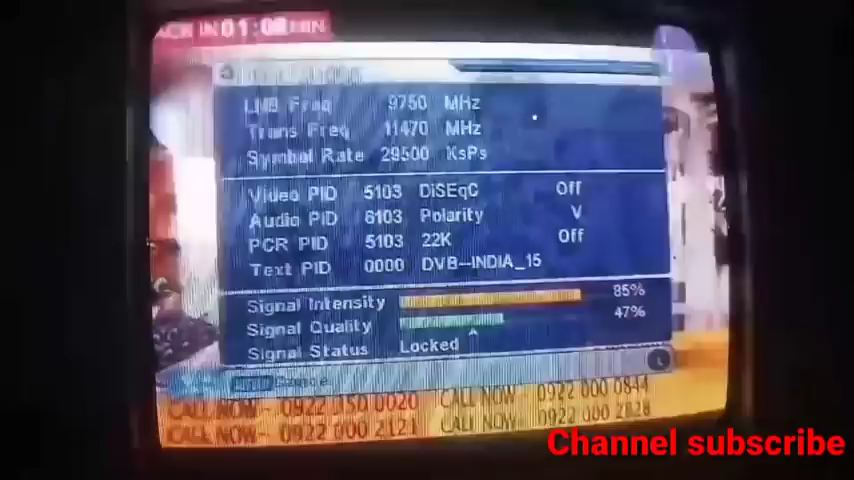 ACK IN 01:08 MIN
LNB Freq 9750 MHz
Trans Freq 11470 MHz
Symbol Rate 29500 KsPs
Video PID 5103 DiSEqC Off
Audio PID 6103 Polarity V
PCR PID 5103 22K Off
Text PID 0000 DVB--INDIA_15
Signal Intensity 85%
Signal Quality 47%
Signal Status Locked
CALL NOW- 0922 150 0020 CALL NOW 0922 000 0844
CALL NOW- 0922 000 2121 CALL NOW 0922 000 2828
Channel subscribe